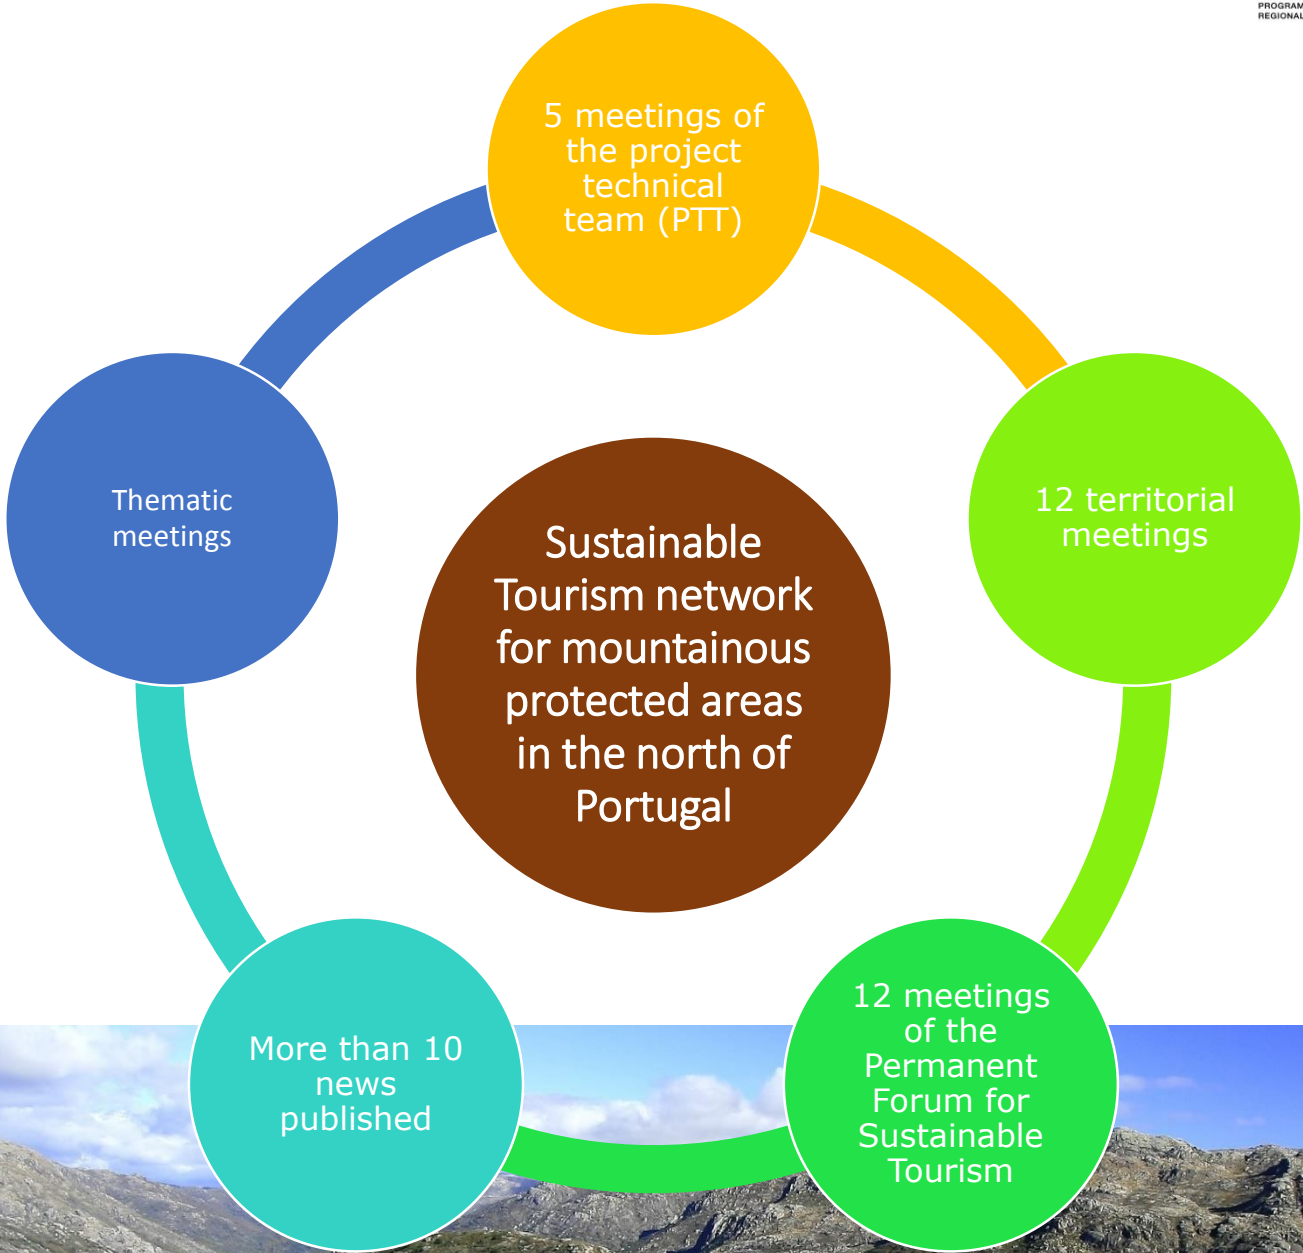 PROGRAM
REGIONAL
5 meetings of
the project
technical
team (PTT)
12 territorial
meetings
12 meetings
of the
Permanent
Forum for
Sustainable
Tourism
More than 10
news
published
Thematic
meetings
Sustainable
Tourism network
for mountainous
protected areas
in the north of
Portugal